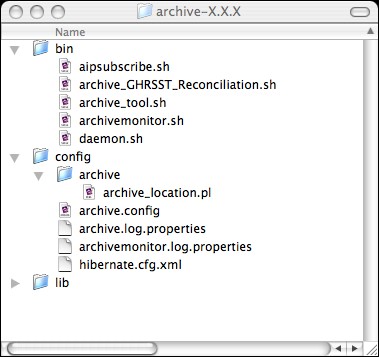 archive-X.X.X
Name
bin
aipsubscribe.sh
archive_GHRSST_Reconciliation.sh
archive_tool.sh
archivemonitor.sh
daemon.sh
config
archive
archive_location.pl
archive.config
archive.log.properties
archivemonitor.log.properties
hibernate.cfg.xml
lib